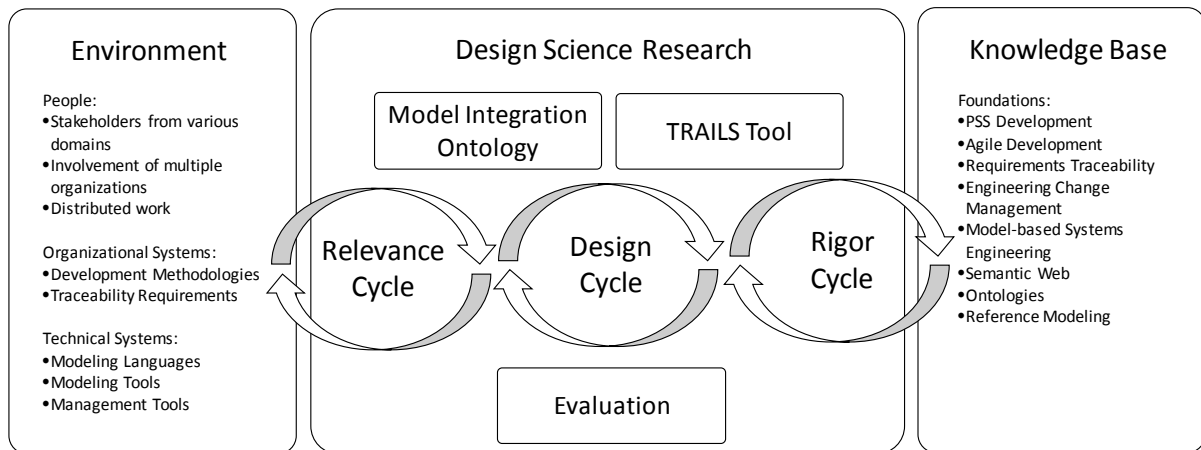 Environment
People:
•Stakeholders from various
domains
•Involvement of multiple
organizations
•Distributed work
Organizational Systems:
•Development Methodologies
•Traceability Requirements
Technical Systems:
•Modeling Languages
•Modeling Tools
•Management Tools
Design Science Research
Model Integration
Ontology
TRAILS Tool
Relevance
Cycle
Design
Cycle
Rigor
Cycle
Evaluation
Knowledge Base
Foundations:
•PSS Development
•Agile Development
•Requirements Traceability
•Engineering Change
Management
•Model-based Systems
Engineering
•Semantic Web
•Ontologies
•Reference Modeling